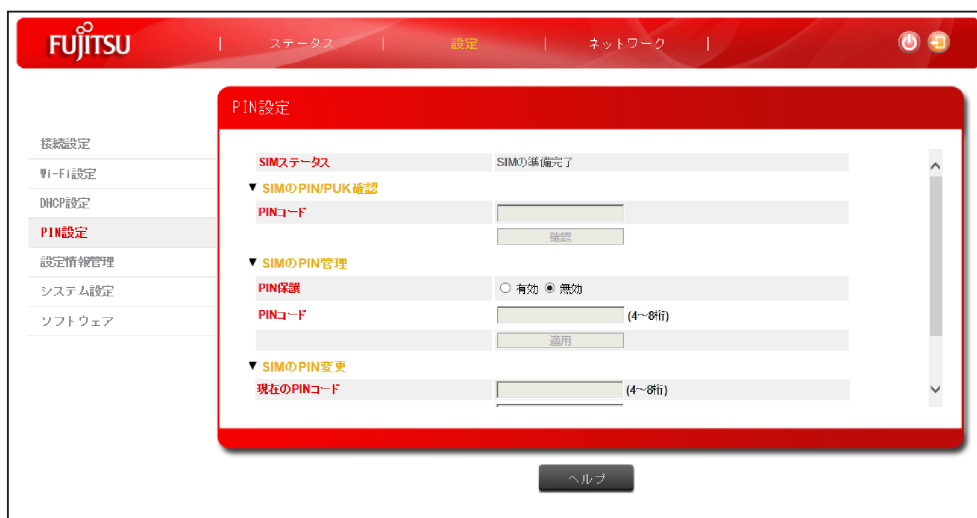 FUJITSU
ステータス
設定
ネットワーク
PIN設定
接続設定
Wi-Fi設定
DHCP設定
PIN設定
設定情報管理
システム設定
ソフトウェア
SIMステータス SIMの準備完了
▼ SIMのPIN/PUK確認
PINコード
確認
▼ SIMのPIN管理
PIN保護 有効 無効
PINコード (4～8桁)
適用
▼ SIMのPIN変更
現在のPINコード (4～8桁)
ヘルプ